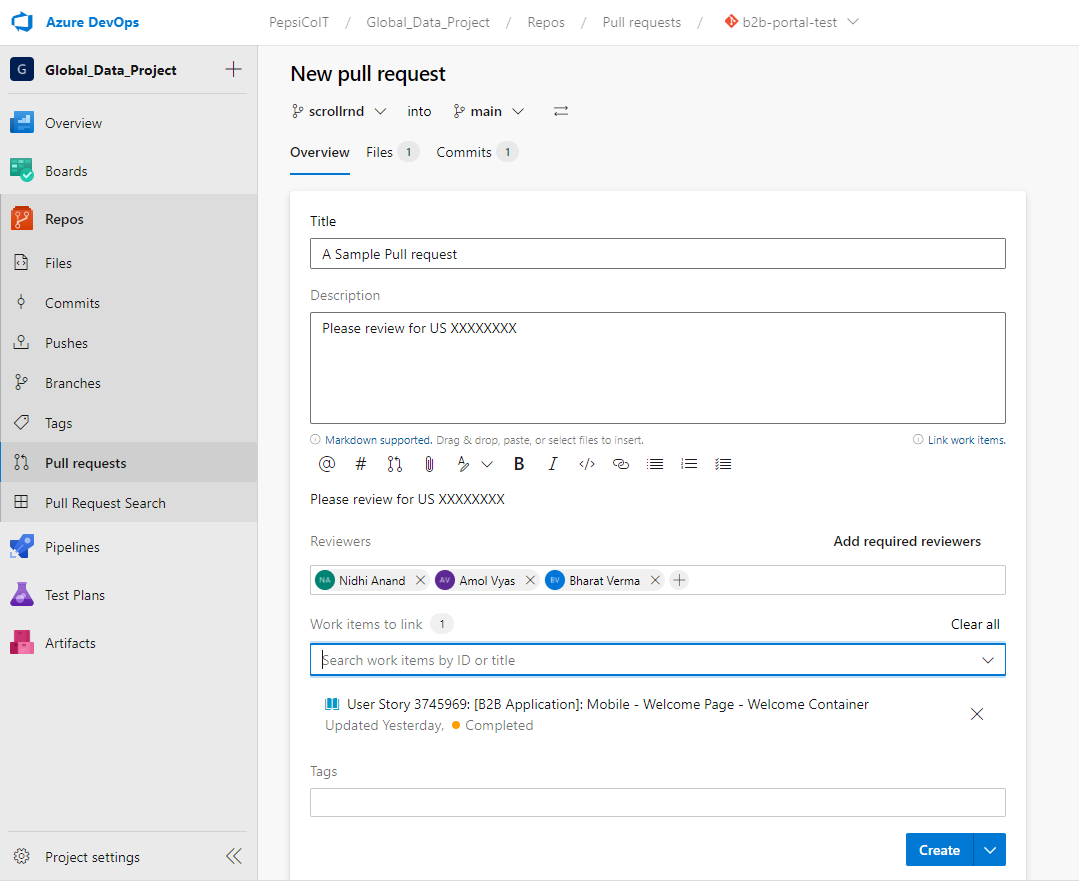 Azure DevOps
PepsiCoIT / Global_Data_Project / Repos / Pull requests / b2b-portal-test
G Global_Data_Project
Overview
Boards
Repos
Files
Commits
Pushes
Branches
Tags
Pull requests
Pull Request Search
Pipelines
Test Plans
Artifacts
Project settings
New pull request
scrollrnd into main
Overview Files 1 Commits 1
Title
A Sample Pull request
Description
Please review for US XXXXXXXX
Markdown supported. Drag & drop, paste, or select files to insert. Link work items.
@ # A B I </>
Please review for US XXXXXXXX
Reviewers Add required reviewers
NA Nidhi Anand AV Amol Vyas BV Bharat Verma
Work items to link 1 Clear all
Search work items by ID or title
User Story 3745969: [B2B Application]: Mobile - Welcome Page - Welcome Container
Updated Yesterday, Completed
Tags
Create